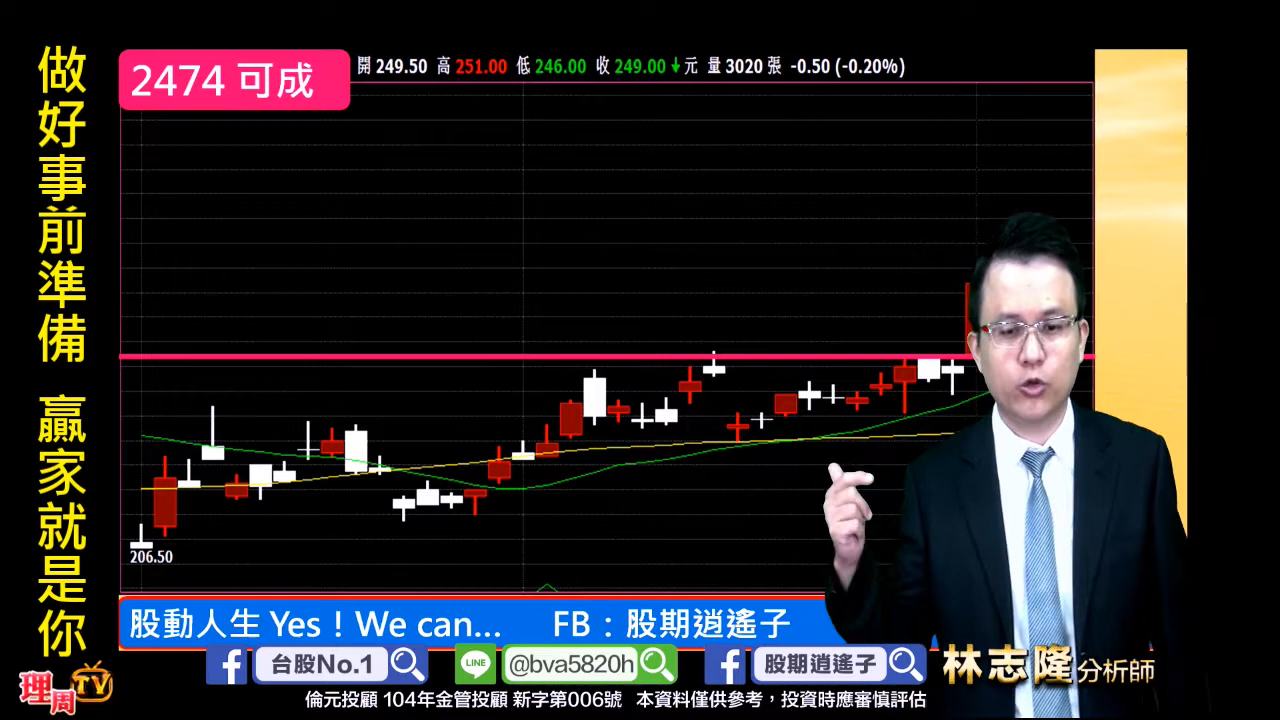 做好事前準備 贏家就是你
2474 可成
開 249.50 高 251.00 低 246.00 收 249.00↓元 量 3020 張 -0.50 (-0.20%)
206.50
股動人生 Yes！We can... FB：股期逍遙子
台股No.1 LINE @bva5820h 股期逍遙子
林志隆分析師
理周TV
倫元投顧 104年金管投顧 新字第006號 本資料僅供參考，投資時應審慎評估